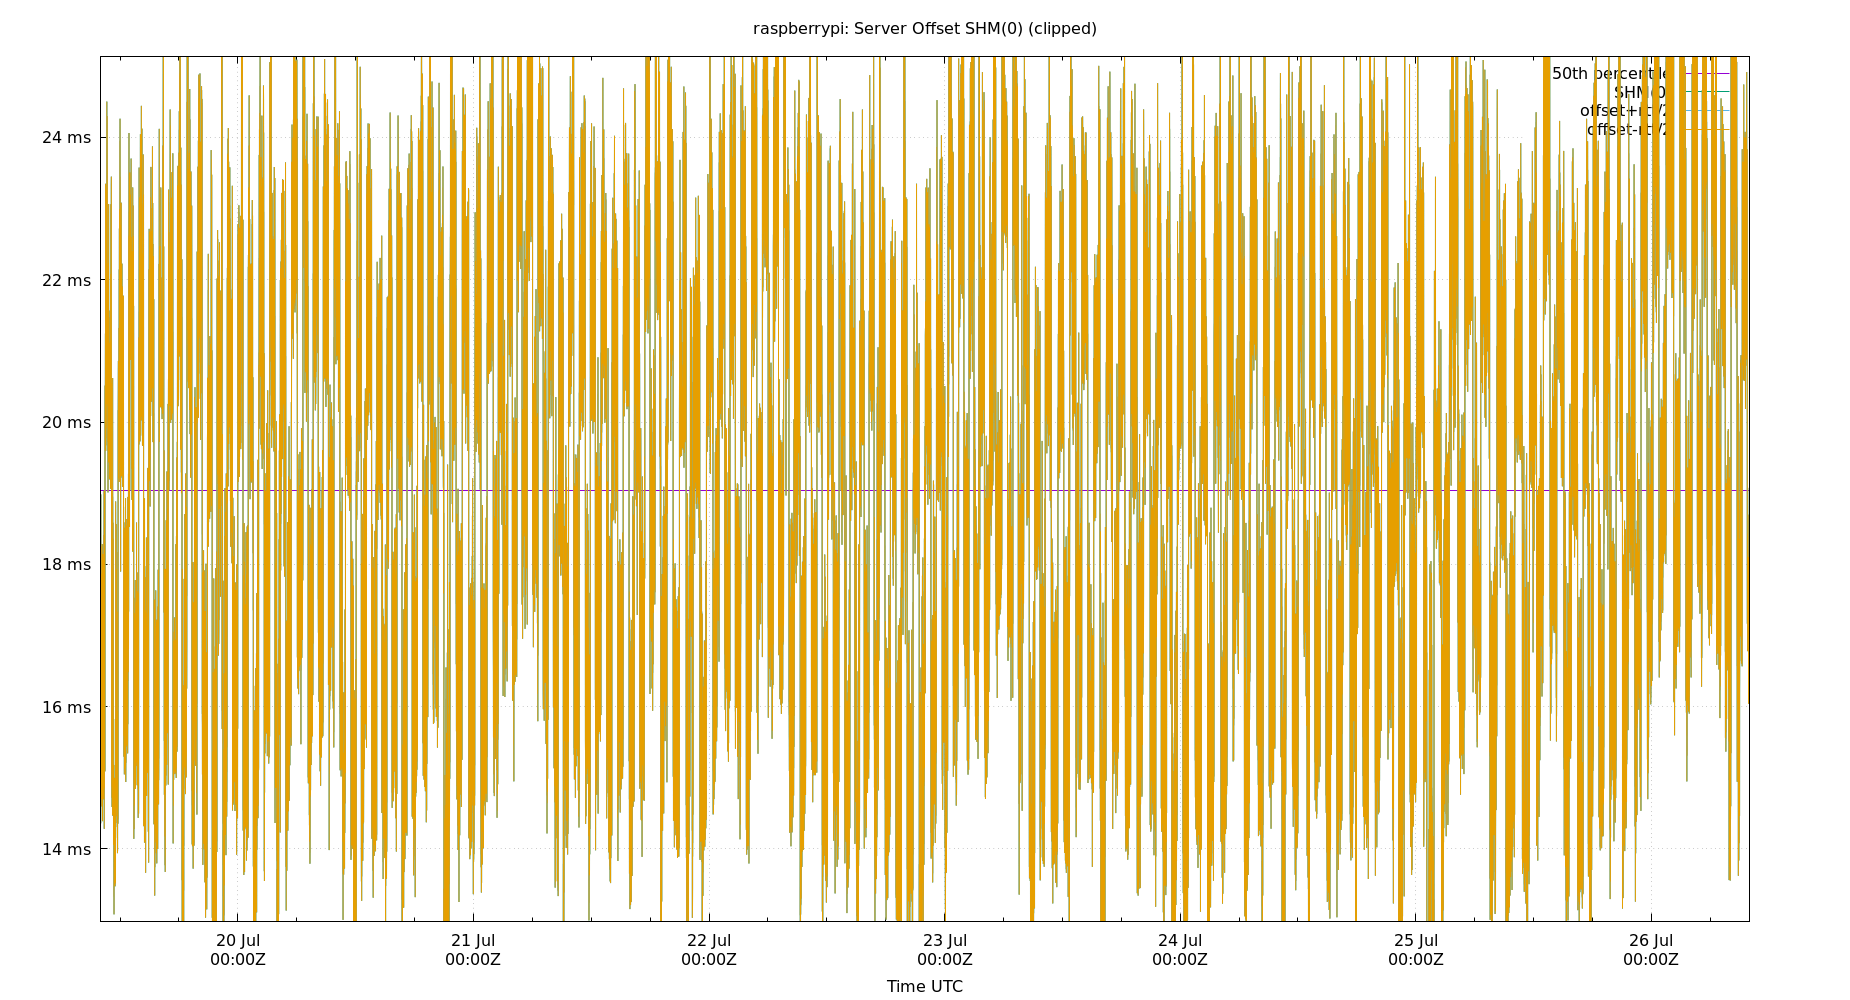 raspberrypi: Server Offset SHM(0) (clipped)
50th percentile
SHM(0)
offset+rtt/2
offset-rtt/2
24 ms
22 ms
20 ms
18 ms
16 ms
14 ms
20 Jul 21 Jul 22 Jul 23 Jul 24 Jul 25 Jul 26 Jul
00:00Z 00:00Z 00:00Z 00:00Z 00:00Z 00:00Z 00:00Z
Time UTC